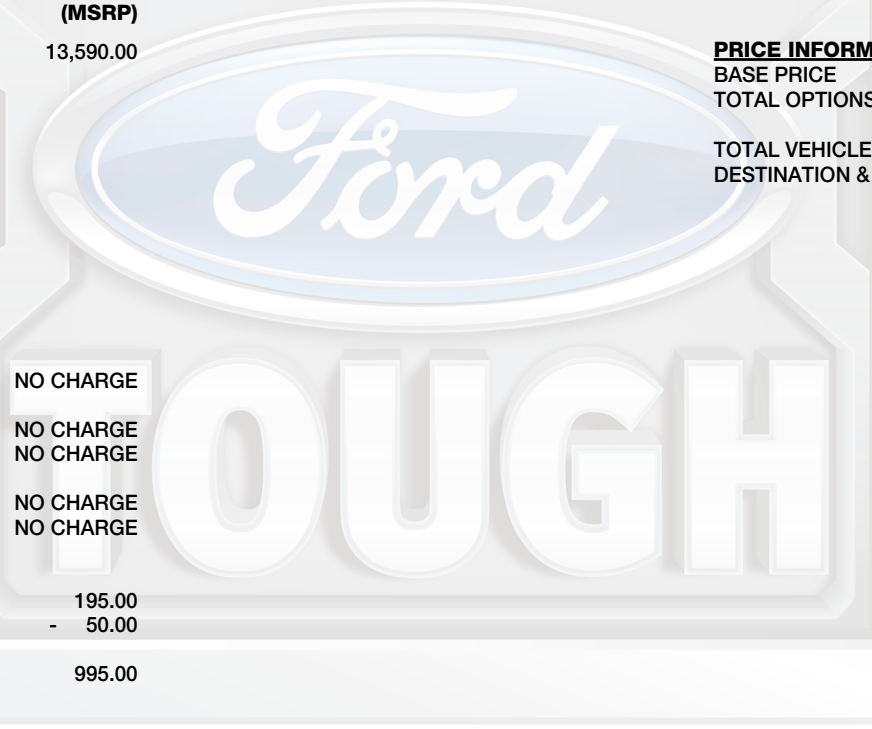 (MSRP)
13,590.00
NO CHARGE
NO CHARGE
NO CHARGE
NO CHARGE
NO CHARGE
195.00
- 50.00
995.00
PRICE INFORM
BASE PRICE
TOTAL OPTIONS
TOTAL VEHICLE
DESTINATION &
Ford
TOUGH